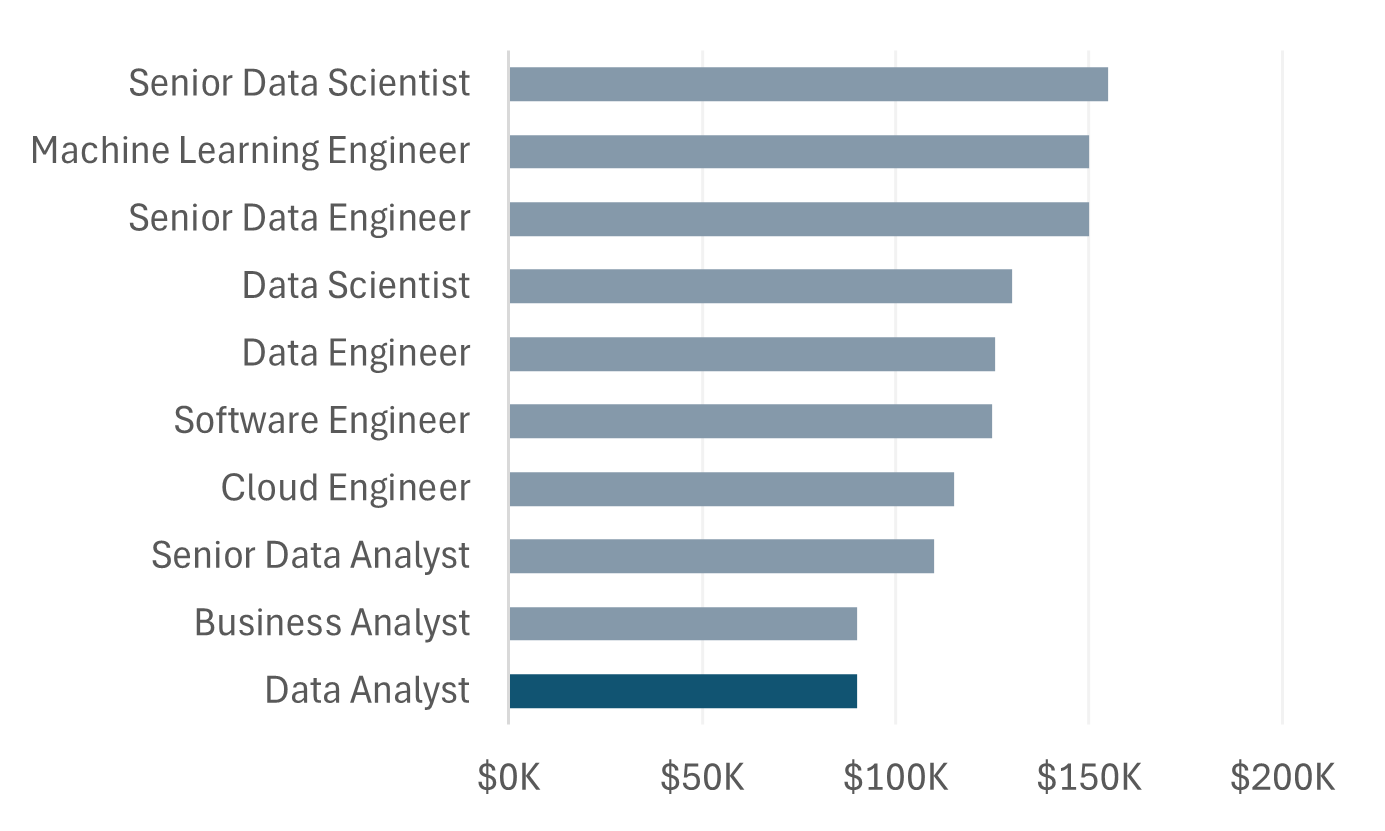 Senior Data Scientist
Machine Learning Engineer
Senior Data Engineer
Data Scientist
Data Engineer
Software Engineer
Cloud Engineer
Senior Data Analyst
Business Analyst
Data Analyst
$0K $50K $100K $150K $200K